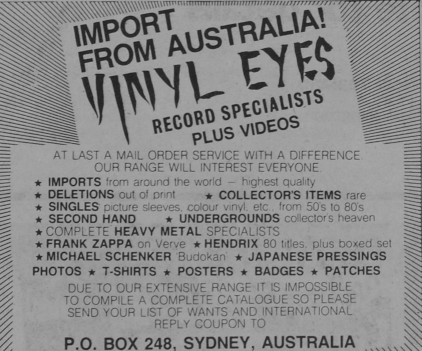 IMPORT
FROM AUSTRALIA!
VINYL EYES
RECORD SPECIALISTS
PLUS VIDEOS
AT LAST A MAIL ORDER SERVICE WITH A DIFFERENCE
OUR RANGE WILL INTEREST EVERYONE.
★ IMPORTS from around the world — highest quality
★ DELETIONS out of print ★ COLLECTOR'S ITEMS rare
★ SINGLES picture sleeves, colour vinyl, etc., from 50's to 80's
★ SECOND HAND ★ UNDERGROUNDS collector's heaven
★ COMPLETE HEAVY METAL SPECIALISTS
★ FRANK ZAPPA on Verve ★ HENDRIX 80 titles, plus boxed set
★ MICHAEL SCHENKER 'Budokan' ★ JAPANESE PRESSINGS
PHOTOS ★ T-SHIRTS ★ POSTERS ★ BADGES ★ PATCHES
DUE TO OUR EXTENSIVE RANGE IT IS IMPOSSIBLE
TO COMPILE A COMPLETE CATALOGUE SO PLEASE
SEND YOUR LIST OF WANTS AND INTERNATIONAL
REPLY COUPON TO
P.O. BOX 248, SYDNEY, AUSTRALIA